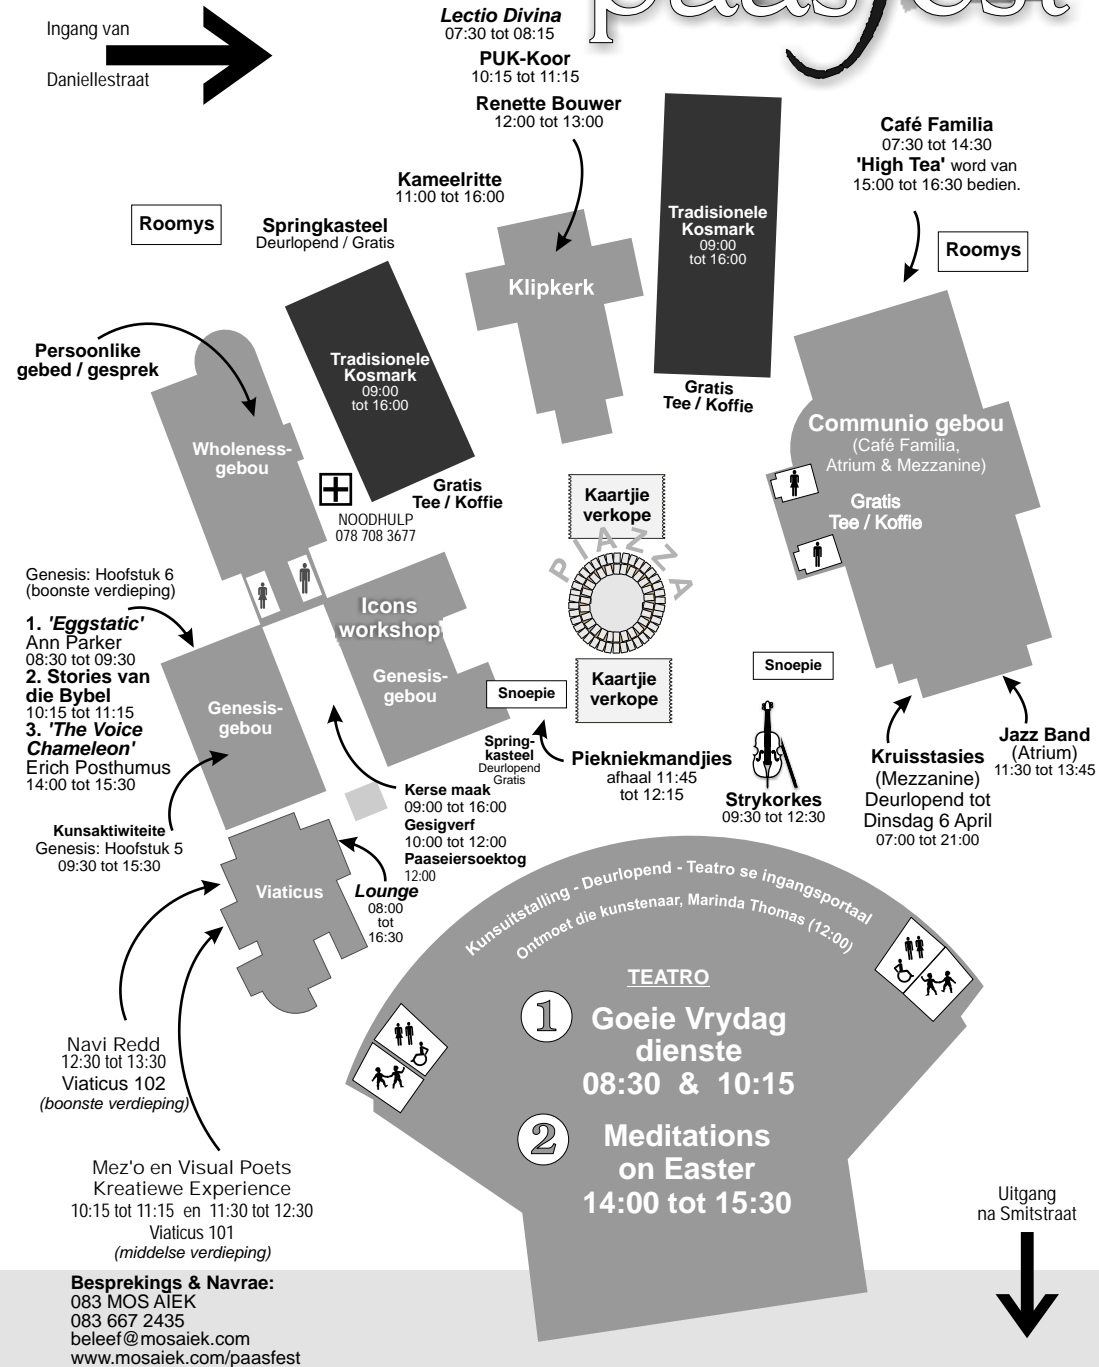 paasfest
Ingang van
Daniellestraat
Lectio Divina
07:30 tot 08:15
PUK-Koor
10:15 tot 11:15
Renette Bouwer
12:00 tot 13:00
Café Familia
07:30 tot 14:30
'High Tea' word van
15:00 tot 16:30 bedien.
Kameelritte
11:00 tot 16:00
Roomys
Springkasteel
Deurlopend / Gratis
Tradisionele
Kosmark
09:00
tot 16:00
Roomys
Klipkerk
Persoonlike
gebed / gesprek
Tradisionele
Kosmark
09:00
tot 16:00
Gratis
Tee / Koffie
Wholeness-
gebou
Communio gebou
(Café Familia,
Atrium & Mezzanine)
Gratis
Tee / Koffie
Gratis
Tee / Koffie
NOODHULP
078 708 3677
Kaartjie
verkope
PIAZZA
Kaartjie
verkope
Genesis: Hoofstuk 6
(boonste verdieping)
1. 'Eggstatic'
Ann Parker
08:30 tot 09:30
2. Stories van
die Bybel
10:15 tot 11:15
3. 'The Voice
Chameleon'
Erich Posthumus
14:00 tot 15:30
Icons
workshop
Genesis-
gebou
Genesis-
gebou
Snoepie
Snoepie
Spring-
kasteel
Deurlopend
Gratis
Piekniekmandjies
afhaal 11:45
tot 12:15
Strykorkes
09:30 tot 12:30
Kruisstasies
(Mezzanine)
Deurlopend tot
Dinsdag 6 April
07:00 tot 21:00
Jazz Band
(Atrium)
11:30 tot 13:45
Kunsaktiwiteite
Genesis: Hoofstuk 5
09:30 tot 15:30
Kerse maak
09:00 tot 16:00
Gesigverf
10:00 tot 12:00
Paaseiersoektog
12:00
Viaticus
Lounge
08:00
tot
16:30
Kunsuitstalling - Deurlopend - Teatro se ingangsportaal
Ontmoet die kunstenaar, Marinda Thomas (12:00)
TEATRO
1 Goeie Vrydag
dienste
08:30 & 10:15
2 Meditations
on Easter
14:00 tot 15:30
Navi Redd
12:30 tot 13:30
Viaticus 102
(boonste verdieping)
Mez'o en Visual Poets
Kreatiewe Experience
10:15 tot 11:15 en 11:30 tot 12:30
Viaticus 101
(middelse verdieping)
Uitgang
na Smitstraat
Besprekings & Navrae:
083 MOS AIEK
083 667 2435
beleef@mosaiek.com
www.mosaiek.com/paasfest